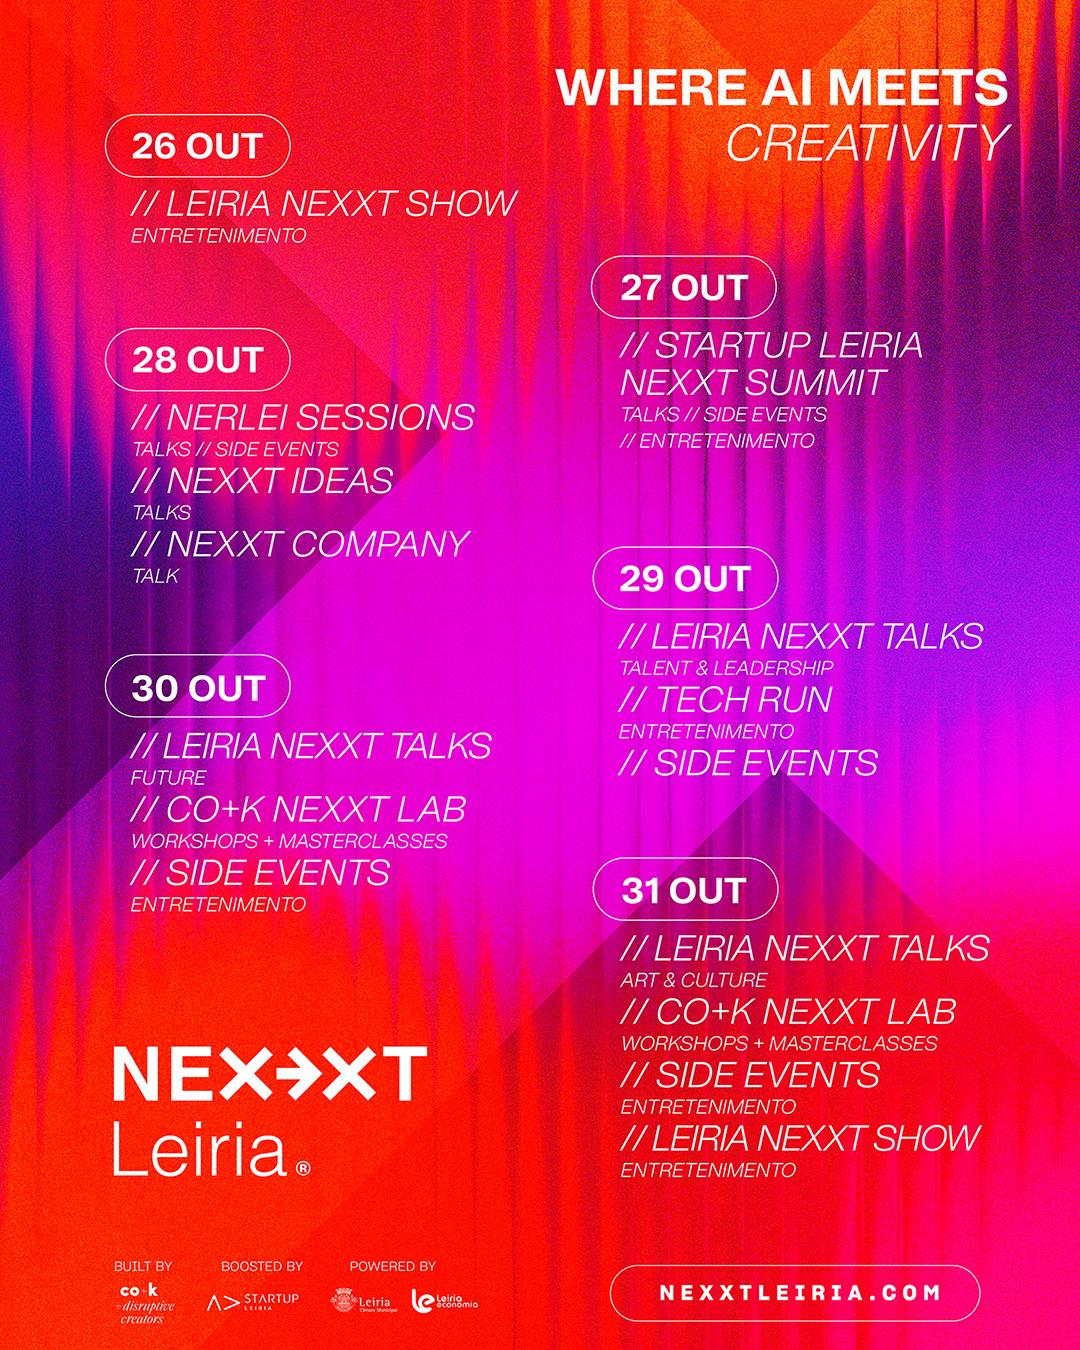 WHERE AI MEETS
CREATIVITY
26 OUT
// LEIRIA NEXXT SHOW
ENTRETENIMENTO
27 OUT
// STARTUP LEIRIA
NEXXT SUMMIT
TALKS // SIDE EVENTS
// ENTRETENIMENTO
28 OUT
// NERLEI SESSIONS
TALKS // SIDE EVENTS
// NEXXT IDEAS
TALKS
// NEXXT COMPANY
TALK
29 OUT
// LEIRIA NEXXT TALKS
TALENT & LEADERSHIP
// TECH RUN
ENTRETENIMENTO
// SIDE EVENTS
30 OUT
// LEIRIA NEXXT TALKS
FUTURE
// CO+K NEXXT LAB
WORKSHOPS + MASTERCLASSES
// SIDE EVENTS
ENTRETENIMENTO
31 OUT
// LEIRIA NEXXT TALKS
ART & CULTURE
// CO+K NEXXT LAB
WORKSHOPS + MASTERCLASSES
// SIDE EVENTS
ENTRETENIMENTO
// LEIRIA NEXXT SHOW
ENTRETENIMENTO
NEX→XT
Leiria®
BUILT BY
co+k
+disruptive
creators
BOOSTED BY
STARTUP
LEIRIA
POWERED BY
Leiria
Câmara Municipal
Leiria
economia
NEXXTLEIRIA.COM